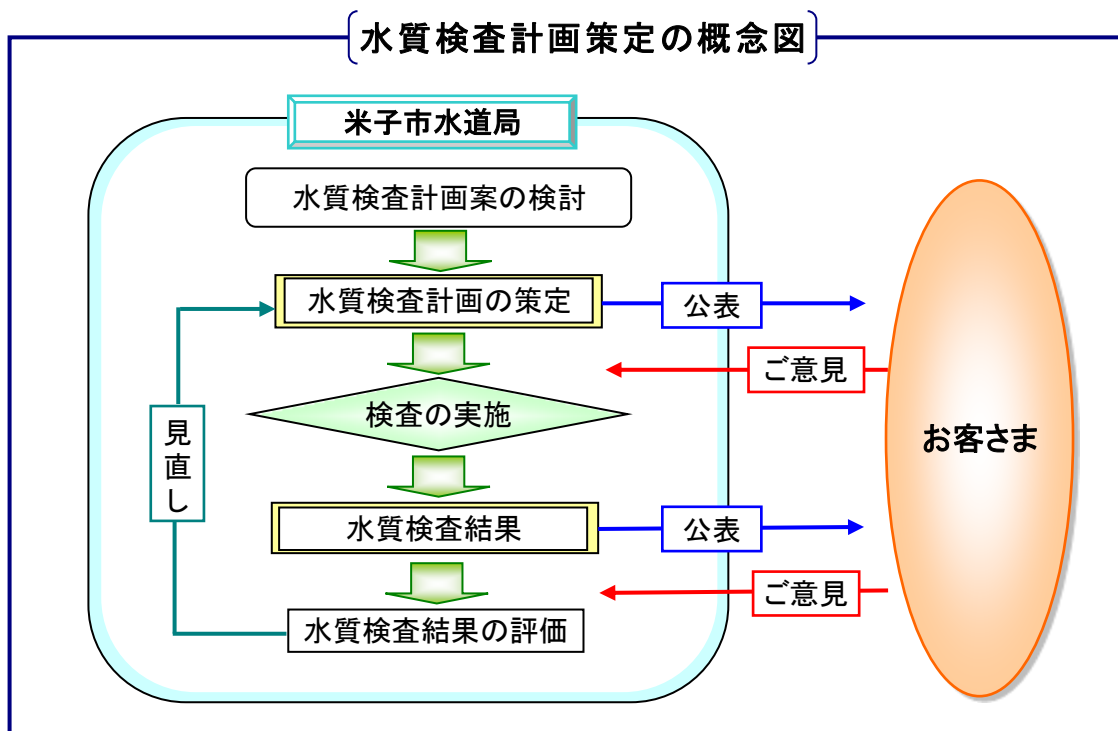 水質検査計画策定の概念図
米子市水道局
水質検査計画案の検討
水質検査計画の策定
公表
ご意見
検査の実施
見直し
お客さま
水質検査結果
公表
ご意見
水質検査結果の評価